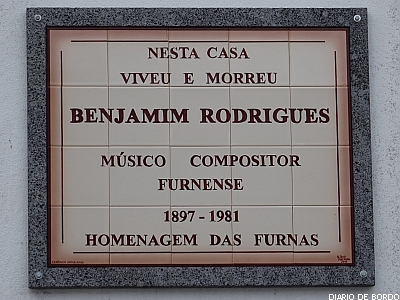 NESTA CASA
VIVEU E MORREU
BENJAMIM RODRIGUES
MÚSICO COMPOSITOR
FURNENSE
1897 - 1981
HOMENAGEM DAS FURNAS
DIARIO DE BORDO